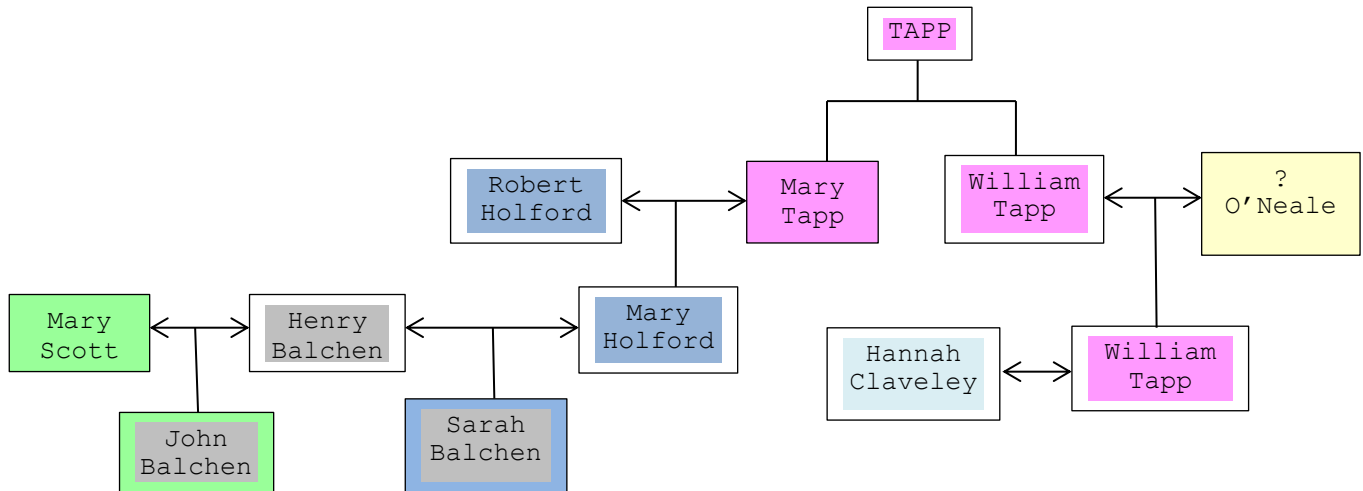 TAPP
Robert
Holford
Mary
Tapp
William
Tapp
?
O’Neale
Mary
Scott
Henry
Balchen
Mary
Holford
Hannah
Claveley
William
Tapp
John
Balchen
Sarah
Balchen